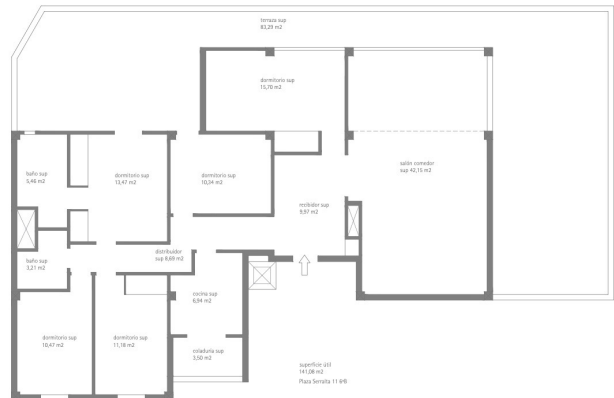 terraza sup
83,29 m2
dormitorio sup
15,70 m2
baño sup
5,46 m2
dormitorio sup
13,47 m2
dormitorio sup
10,34 m2
salón comedor
sup 42,15 m2
recibidor sup
9,97 m2
distribuidor
sup 8,69 m2
baño sup
3,21 m2
cocina sup
8,94 m2
dormitorio sup
10,47 m2
dormitorio sup
11,18 m2
coladuría sup
3,50 m2
superficie útil
141,08 m2
Plaza Serralta 11